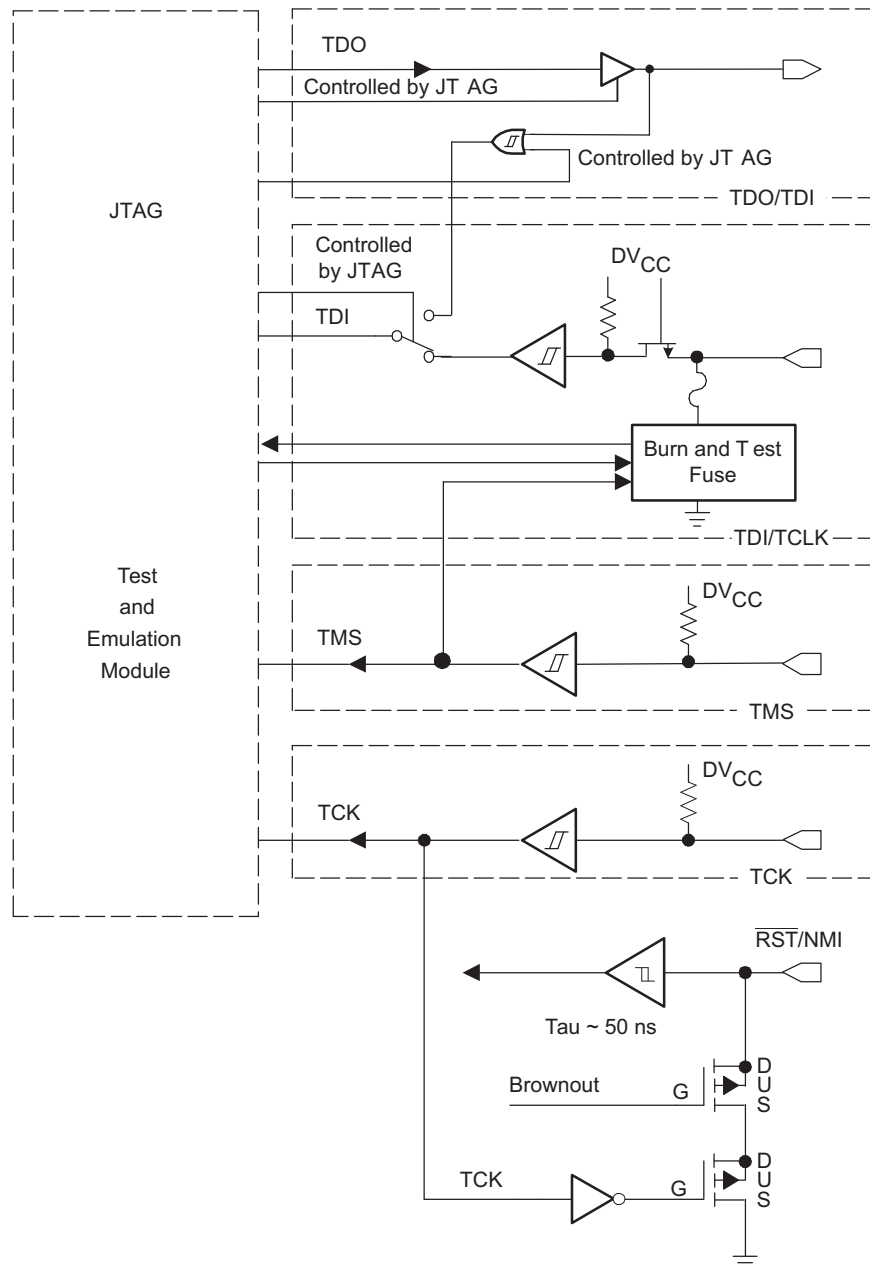 TDO
Controlled by JT AG
Controlled by JT AG
TDO/TDI
JTAG
Controlled
by JTAG
TDI
DVCC
Burn and T est
Fuse
TDI/TCLK
Test
and
Emulation
Module
TMS
DVCC
TMS
TCK
DVCC
TCK
RST/NMI
Tau ~ 50 ns
Brownout
G
D
U
S
TCK
G
D
U
S